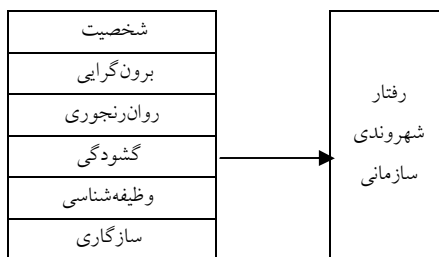 شخصیت
برون‌گرایی
روان‌رنجوری
گشودگی
وظیفه‌شناسی
سازگاری
رفتار
شهروندی
سازمانی